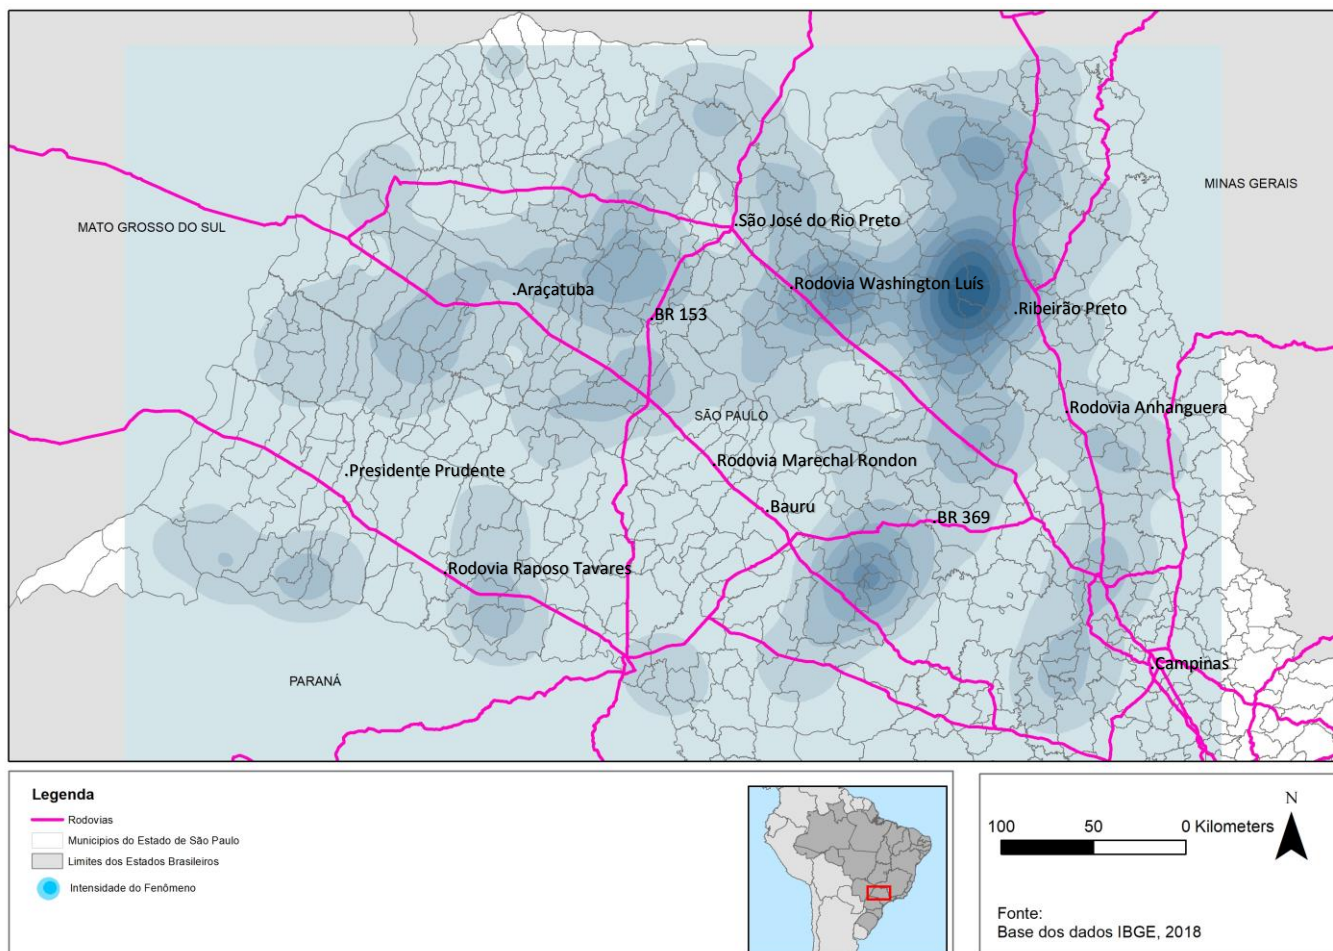 MINAS GERAIS
MATO GROSSO DO SUL
.São José do Rio Preto
.Araçatuba
.Rodovia Washington Luís
.BR 153
.Ribeirão Preto
SÃO PAULO
.Rodovia Anhanguera
.Presidente Prudente
.Rodovia Marechal Rondon
.Bauru
.BR 369
.Rodovia Raposo Tavares
PARANÁ
.Campinas
Legenda
Rodovias
Municipios do Estado de São Paulo
Limites dos Estados Brasileiros
Intensidade do Fenômeno
N
100 50 0 Kilometers
Fonte:
Base dos dados IBGE, 2018